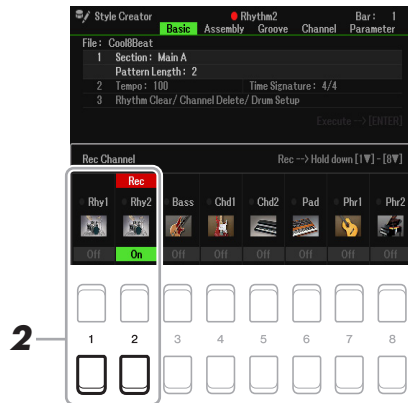 Style Creator Rhythm2 Bar: 1
Basic Assembly Groove Channel Parameter
File: Cool8Beat
1 Section: Main A
Pattern Length: 2
2 Tempo: 100 Time Signature: 4/4
3 Rhythm Clear/ Channel Delete/ Drum Setup
Execute --> [ENTER]
Rec Channel Rec --> Hold down [1▼] - [8▼]
Rec
Rhy1 Rhy2 Bass Chd1 Chd2 Pad Phr1 Phr2
Off On Off Off Off Off Off Off
2
1 2 3 4 5 6 7 8